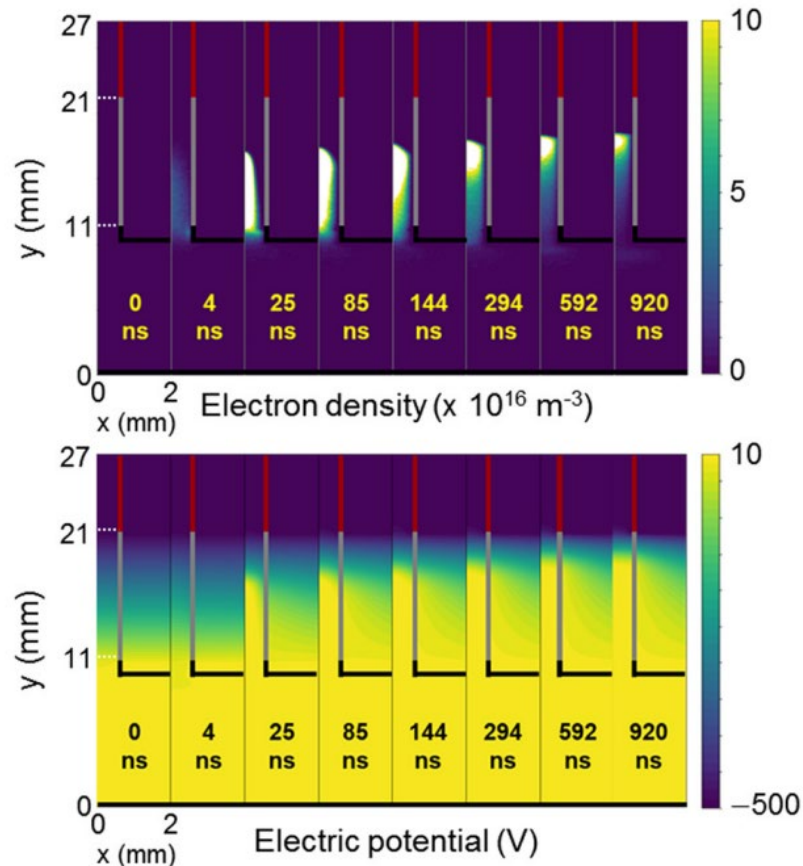 27
10
21
y (mm)
5
11
0 4 25 85 144 294 592 920
ns ns ns ns ns ns ns ns
0
0
0 2
x (mm) Electron density (x 10¹⁶ m⁻³)
27
10
21
y (mm)
11
0 4 25 85 144 294 592 920
ns ns ns ns ns ns ns ns
0
−500
0 2
x (mm) Electric potential (V)